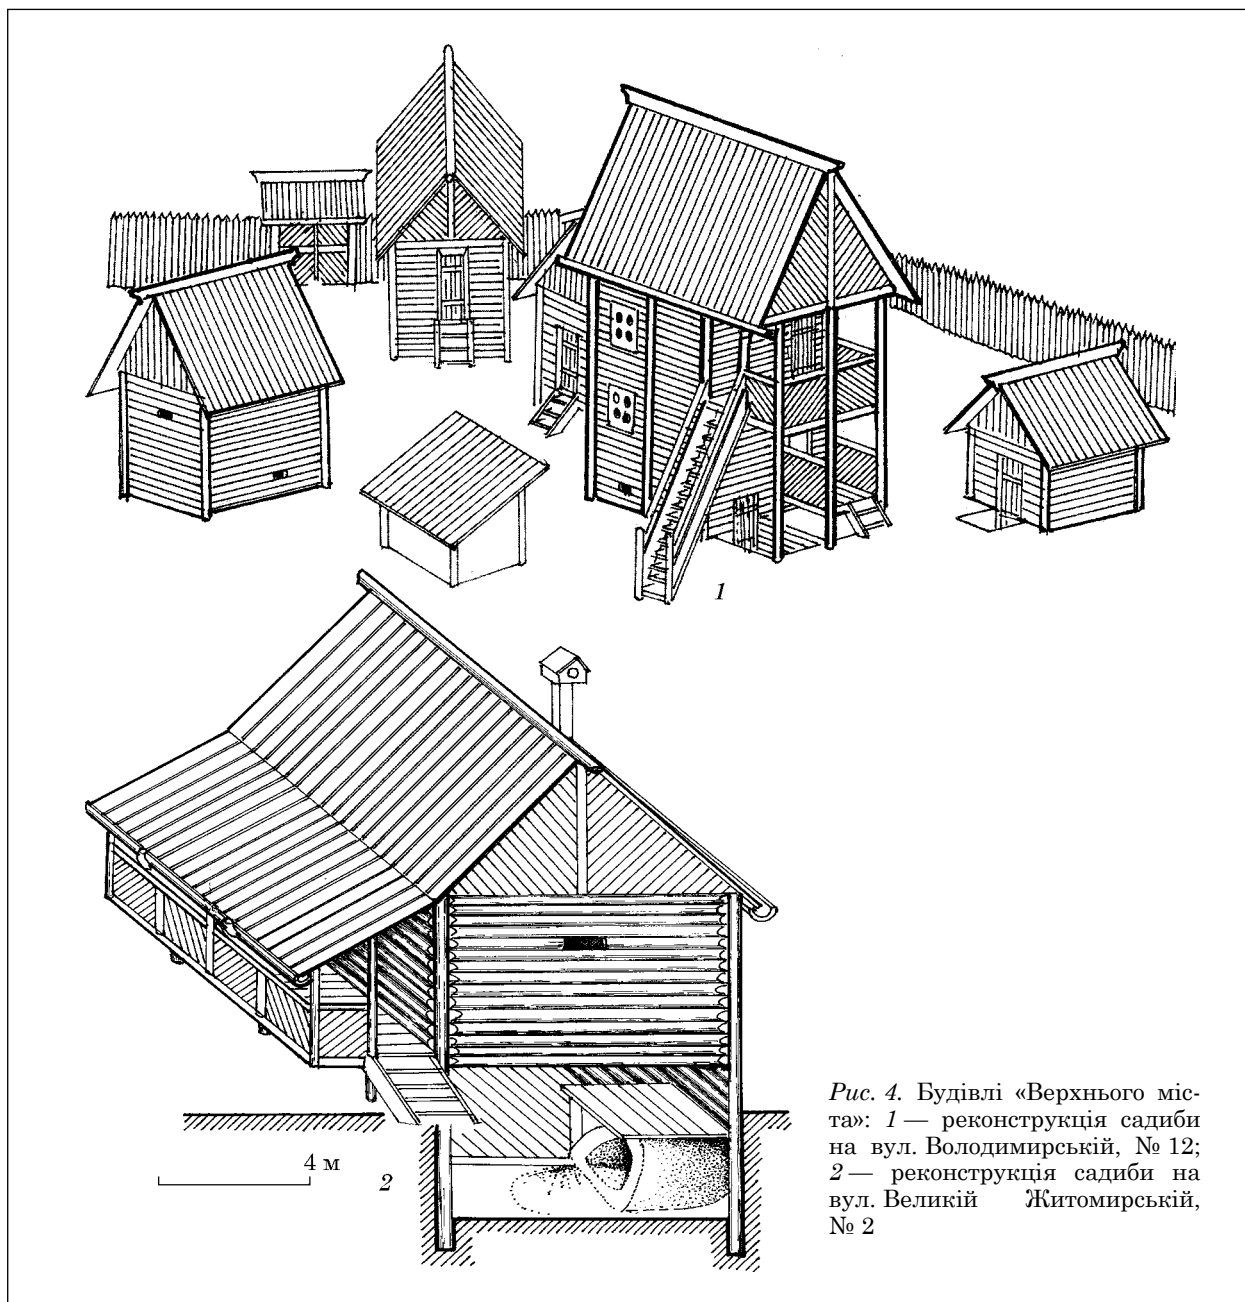 1
4 м
2
Рис. 4. Будівлі «Верхнього міс-
та»: 1 — реконструкція садиби
на вул. Володимирській, № 12;
2 — реконструкція садиби на
вул. Великій Житомирській,
№ 2